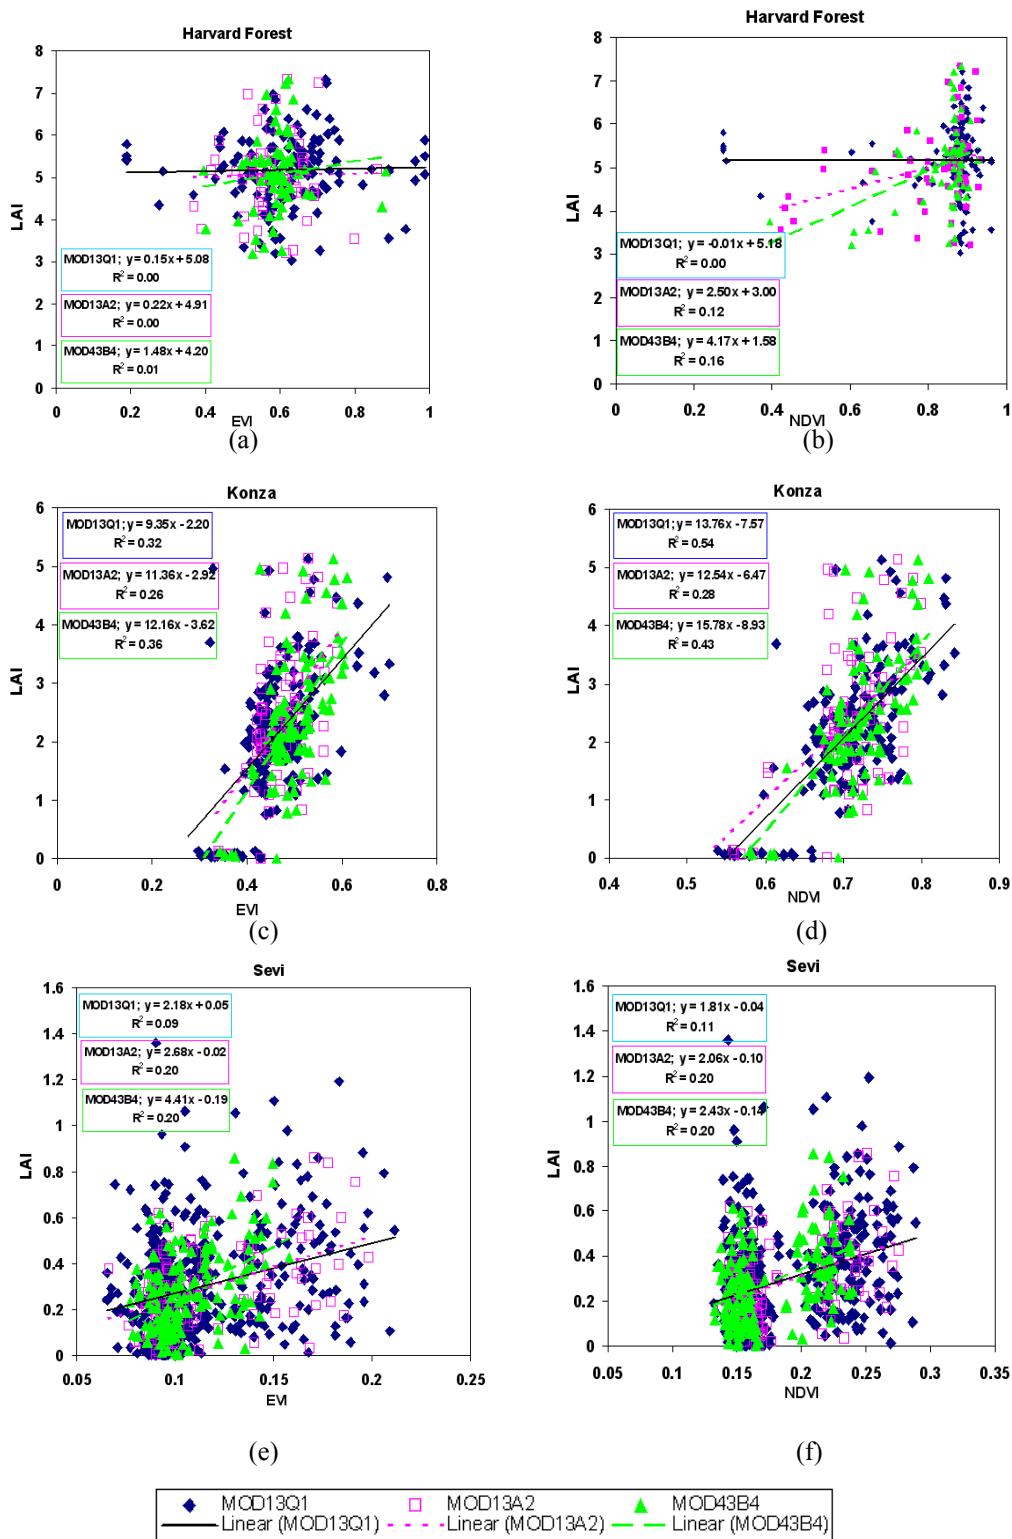 Harvard Forest
8
7
6
5
4
3
2
1
0
LAI
MOD13Q1; y = 0.15x + 5.08
R² = 0.00
MOD13A2; y = 0.22x + 4.91
R² = 0.00
MOD43B4; y = 1.48x + 4.20
R² = 0.01
0 0.2 0.4 0.6 0.8 1
EVI
(a)
Harvard Forest
8
7
6
5
4
3
2
1
0
LAI
MOD13Q1; y = -0.01x + 5.18
R² = 0.00
MOD13A2; y = 2.50x + 3.00
R² = 0.12
MOD43B4; y = 4.17x + 1.58
R² = 0.16
0 0.2 0.4 0.6 0.8 1
NDVI
(b)
Konza
6
5
4
3
2
1
0
LAI
MOD13Q1; y = 9.35x - 2.20
R² = 0.32
MOD13A2; y = 11.36x - 2.92
R² = 0.26
MOD43B4; y = 12.16x - 3.62
R² = 0.36
0 0.2 0.4 0.6 0.8
EVI
(c)
Konza
6
5
4
3
2
1
0
LAI
MOD13Q1; y = 13.76x - 7.57
R² = 0.54
MOD13A2; y = 12.54x - 6.47
R² = 0.28
MOD43B4; y = 15.78x - 8.93
R² = 0.43
0.4 0.5 0.6 0.7 0.8 0.9
NDVI
(d)
Sevi
1.6
1.4
1.2
1
0.8
0.6
0.4
0.2
0
LAI
MOD13Q1; y = 2.18x + 0.05
R² = 0.09
MOD13A2; y = 2.68x - 0.02
R² = 0.20
MOD43B4; y = 4.41x - 0.19
R² = 0.20
0.05 0.1 0.15 0.2 0.25
EVI
(e)
Sevi
1.6
1.4
1.2
1
0.8
0.6
0.4
0.2
0
LAI
MOD13Q1; y = 1.81x - 0.04
R² = 0.11
MOD13A2; y = 2.06x - 0.10
R² = 0.20
MOD43B4; y = 2.43x - 0.14
R² = 0.20
0.05 0.1 0.15 0.2 0.25 0.3 0.35
NDVI
(f)
MOD13Q1 MOD13A2 MOD43B4
Linear (MOD13Q1) Linear (MOD13A2) Linear (MOD43B4)